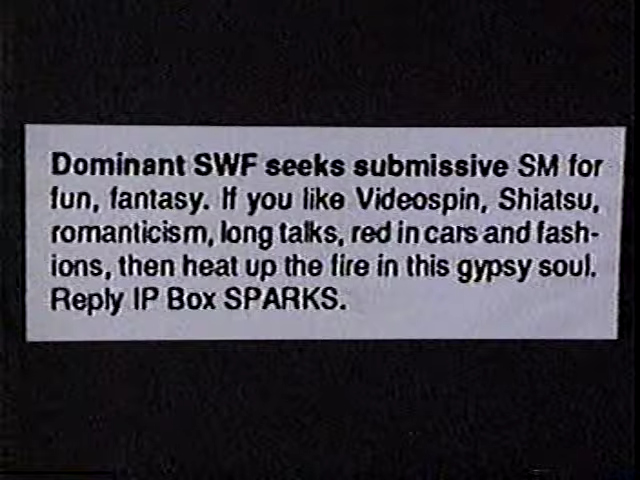 Dominant SWF seeks submissive SM for
fun, fantasy. If you like Videospin, Shiatsu,
romanticism, long talks, red in cars and fash-
ions, then heat up the fire in this gypsy soul.
Reply IP Box SPARKS.